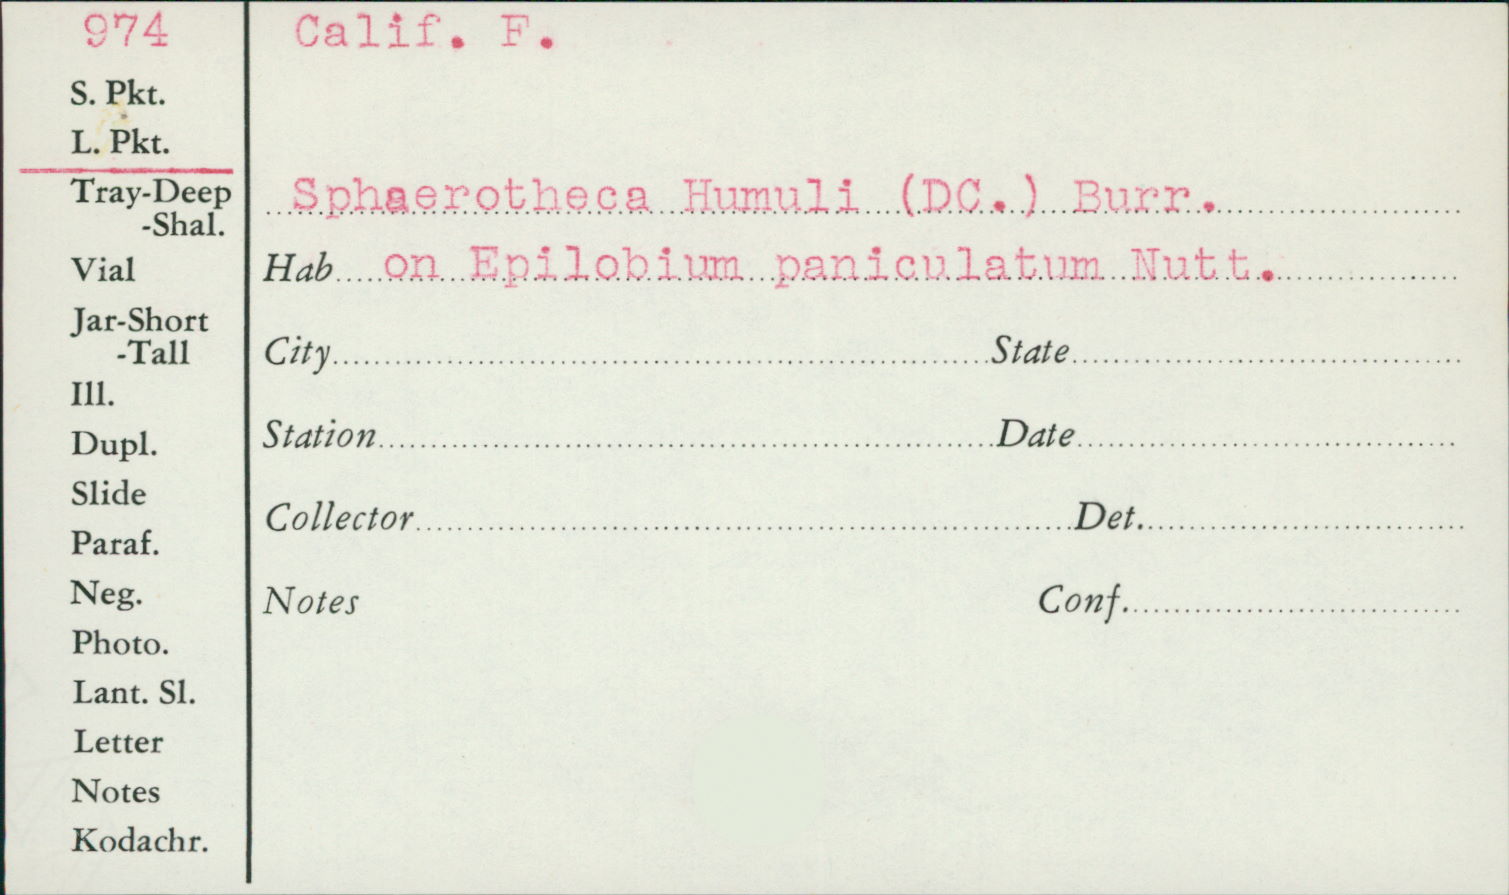 974
Calif. F.
S. Pkt.
L. Pkt.
Tray-Deep
-Shal.
Vial
Jar-Short
-Tall
Ill.
Dupl.
Slide
Paraf.
Neg.
Photo.
Lant. Sl.
Letter
Notes
Kodachr.
Sphaerotheca Humuli (DC.) Burr.
Hab on Epilobium paniculatum Nutt.
City State
Station Date
Collector Det.
Notes Conf.